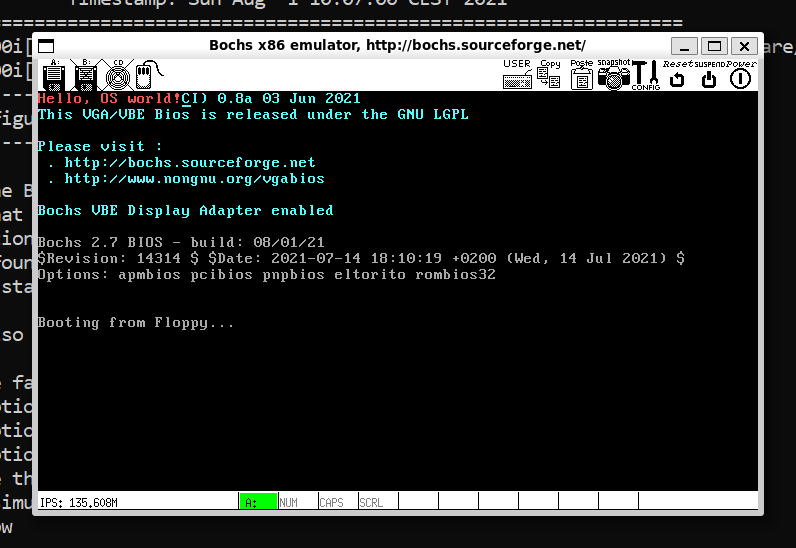 Timestamp: Sun Aug 1 10:07:00 CEST 2021
================================================================
00i[
are,
00i[
Bochs x86 emulator, http://bochs.sourceforge.net/
A: B: CD USER Copy Poste snapshot CONFIG Reset SUSPEND Power
Hello, OS world!CI) 0.8a 03 Jun 2021
This VGA/VBE Bios is released under the GNU LGPL
Please visit :
. http://bochs.sourceforge.net
. http://www.nongnu.org/vgabios
Bochs VBE Display Adapter enabled
Bochs 2.7 BIOS - build: 08/01/21
$Revision: 14314 $ $Date: 2021-07-14 18:10:19 +0200 (Wed, 14 Jul 2021) $
Options: apmbios pcibios pnpbios eltorito rombios32
Booting from Floppy...
IPS: 135.608M A: NUM CAPS SCRL